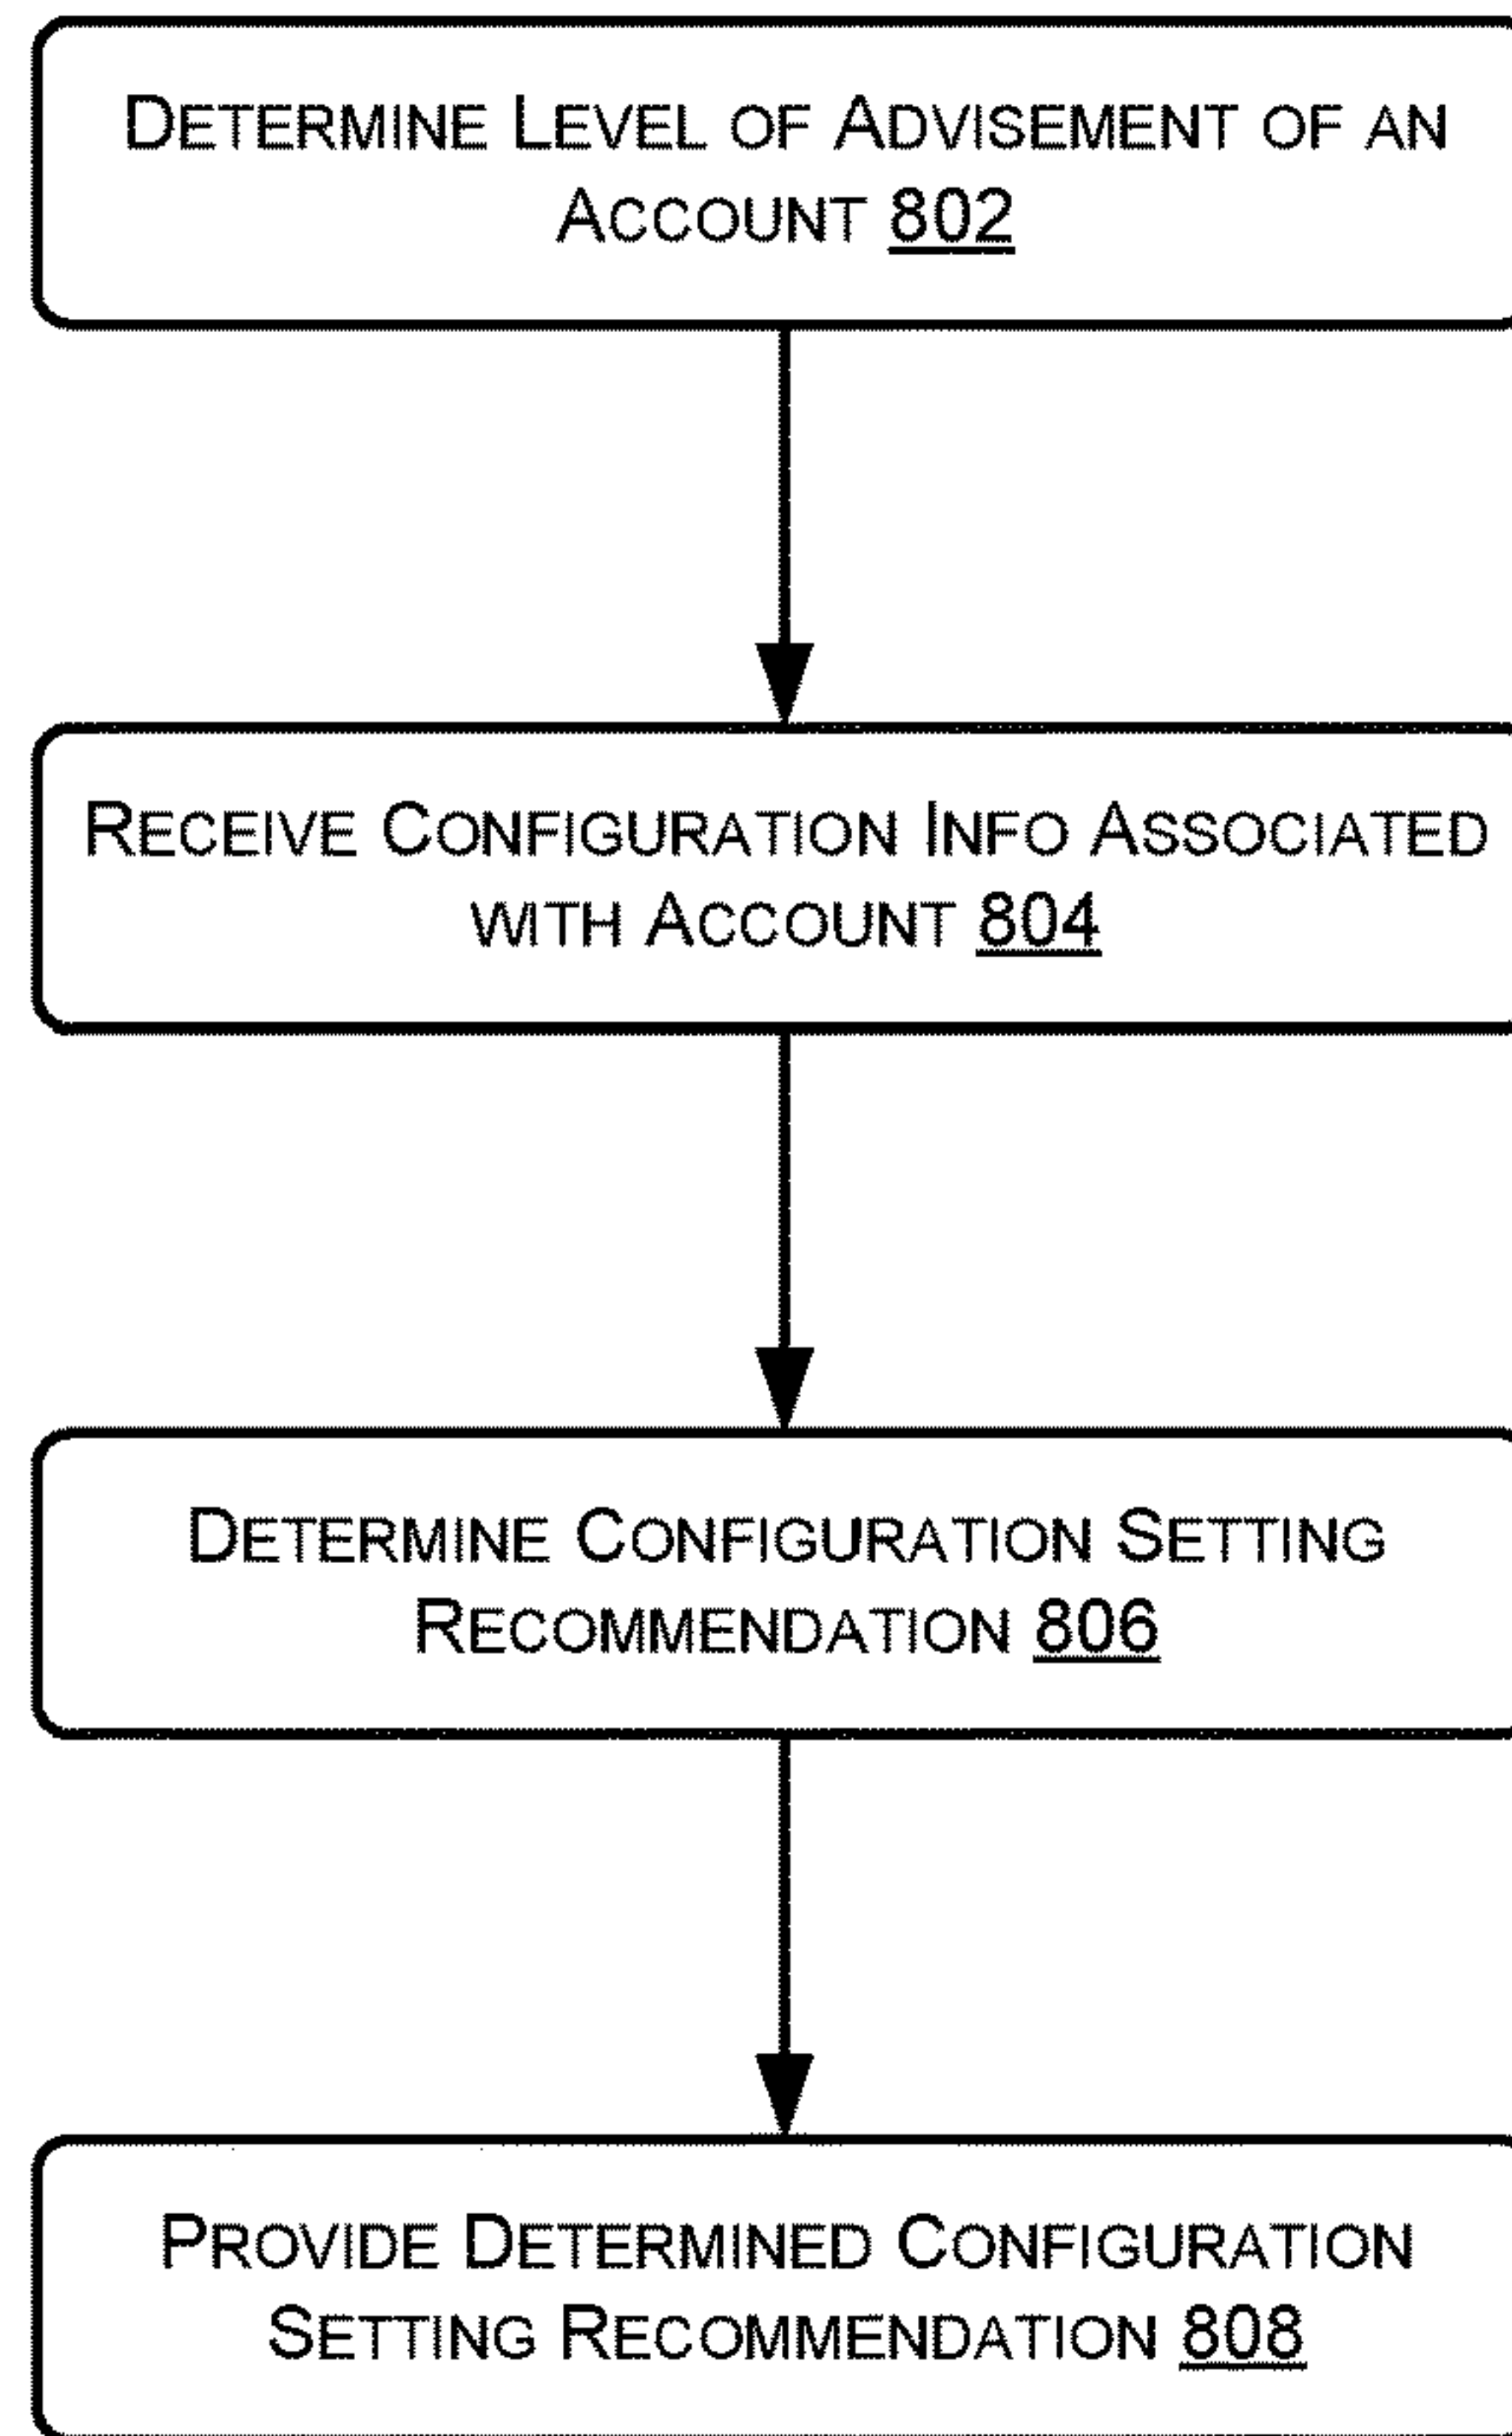 DETERMINE LEVEL OF ADVISEMENT OF AN
ACCOUNT 802
RECEIVE CONFIGURATION INFO ASSOCIATED
WITH ACCOUNT 804
DETERMINE CONFIGURATION SETTING
RECOMMENDATION 806
PROVIDE DETERMINED CONFIGURATION
SETTING RECOMMENDATION 808